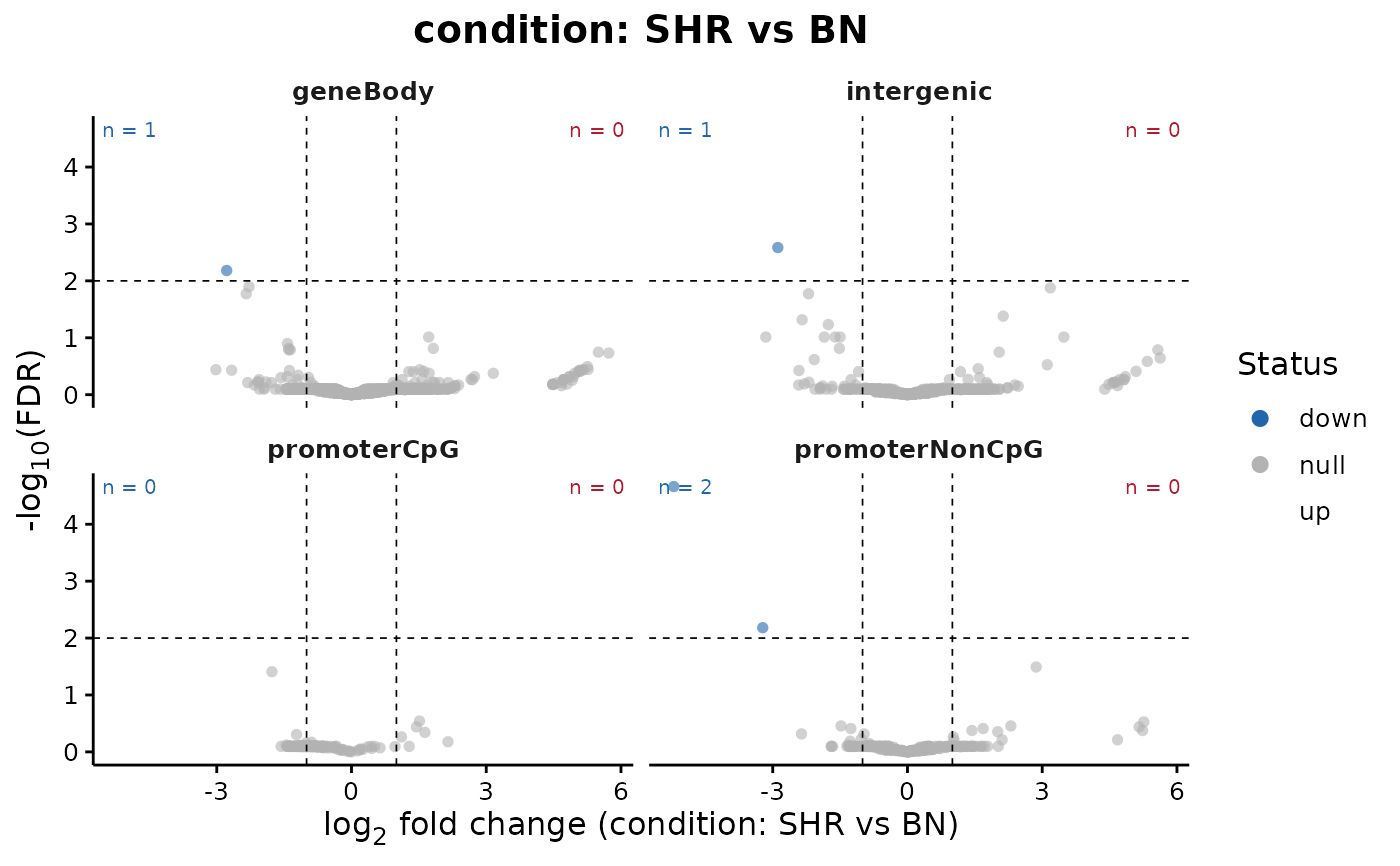 condition: SHR vs BN
geneBody
intergenic
n = 1
n = 0
n = 1
n = 0
4
3
2
1
0
promoterCpG
promoterNonCpG
n = 0
n = 0
n = 2
n = 0
4
3
2
1
0
-3
0
3
6
-3
0
3
6
-log10(FDR)
log2 fold change (condition: SHR vs BN)
Status
down
null
up